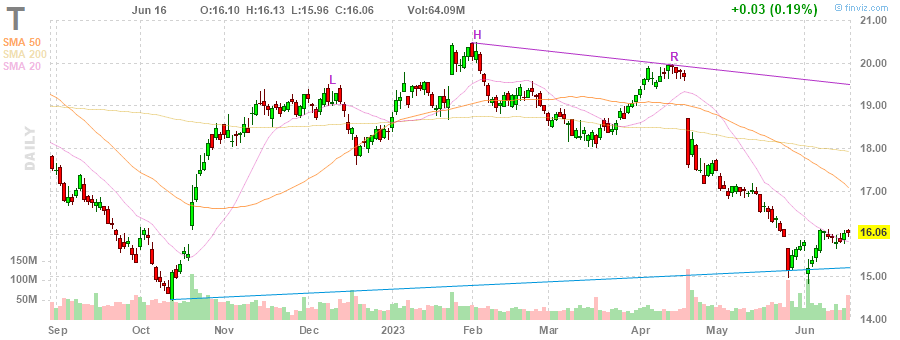 T Jun 16 O:16.10 H:16.13 L:15.96 C:16.06 Vol:64.09M +0.03 (0.19%) © finviz.com
SMA 50
SMA 200
SMA 20
DAILY
L
H
R
21.00
20.00
19.00
18.00
17.00
16.06
15.00
14.00
150M
100M
50M
Sep Oct Nov Dec 2023 Feb Mar Apr May Jun